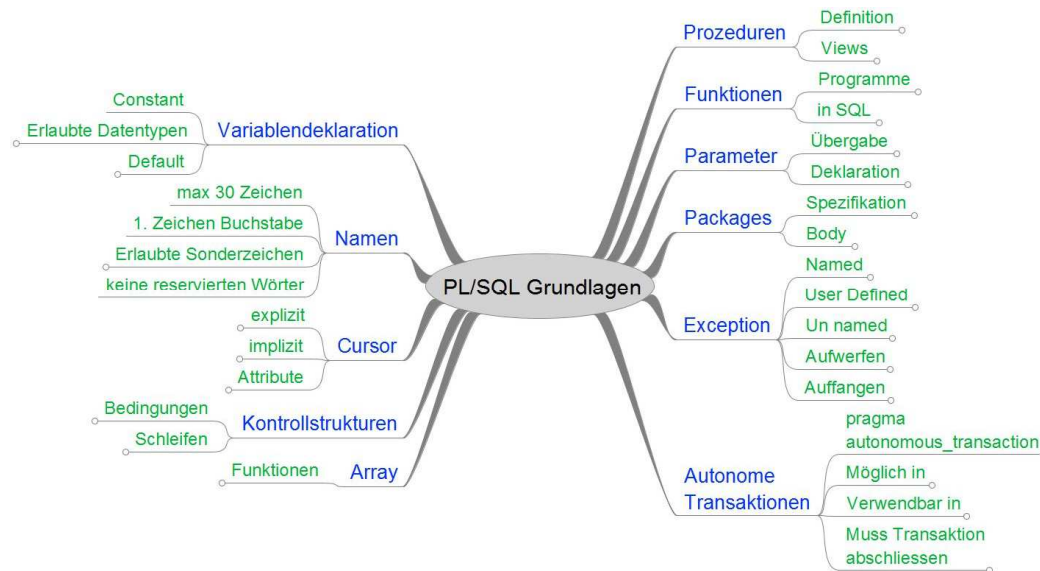 PL/SQL Grundlagen
Variablendeklaration
Constant
Erlaubte Datentypen
Default
Namen
max 30 Zeichen
1. Zeichen Buchstabe
Erlaubte Sonderzeichen
keine reservierten Wörter
Cursor
explizit
implizit
Attribute
Kontrollstrukturen
Bedingungen
Schleifen
Array
Funktionen
Prozeduren
Definition
Views
Funktionen
Programme
in SQL
Parameter
Übergabe
Deklaration
Packages
Spezifikation
Body
Exception
Named
User Defined
Un named
Aufwerfen
Auffangen
Autonome
Transaktionen
pragma
autonomous_transaction
Möglich in
Verwendbar in
Muss Transaktion
abschliessen